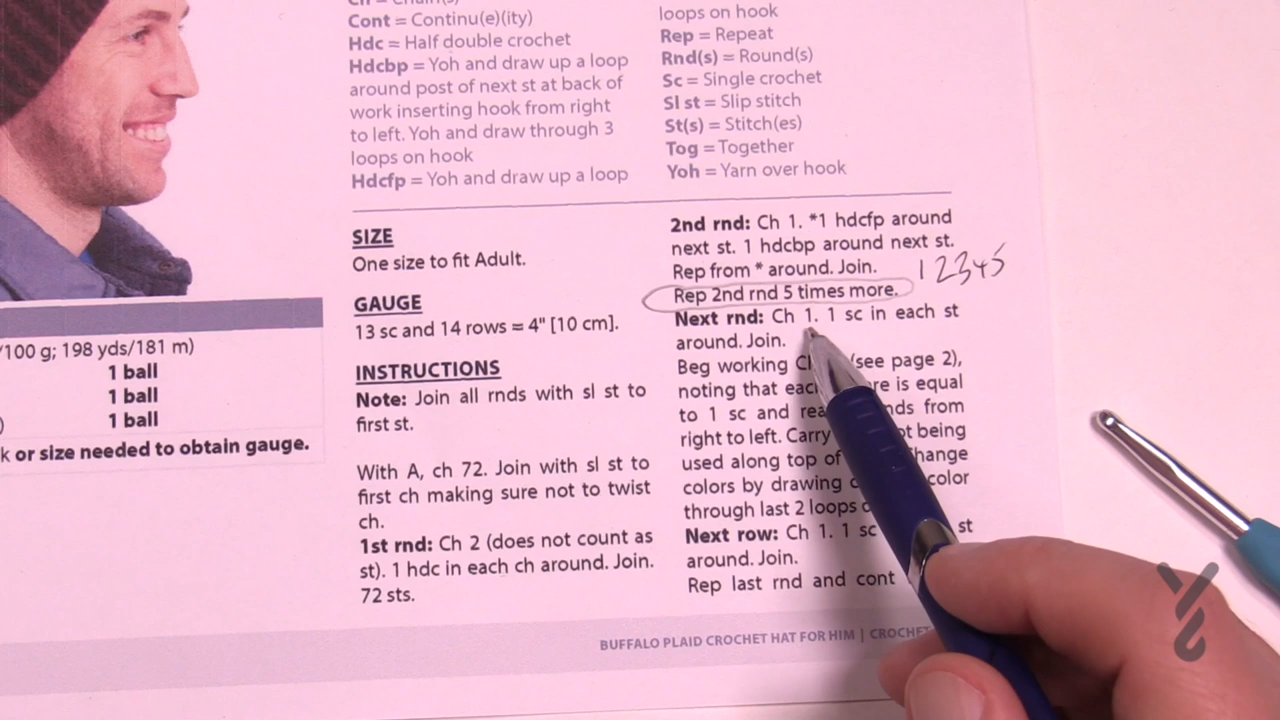 Cont = Continu(e)(ity)
Hdc = Half double crochet
Hdcbp = Yoh and draw up a loop
around post of next st at back of
work inserting hook from right
to left. Yoh and draw through 3
loops on hook
Hdcfp = Yoh and draw up a loop
loops on hook
Rep = Repeat
Rnd(s) = Round(s)
Sc = Single crochet
Sl st = Slip stitch
St(s) = Stitch(es)
Tog = Together
Yoh = Yarn over hook
/100 g; 198 yds/181 m)
1 ball
1 ball
) 1 ball
k or size needed to obtain gauge.
SIZE
One size to fit Adult.
GAUGE
13 sc and 14 rows = 4" [10 cm].
INSTRUCTIONS
Note: Join all rnds with sl st to
first st.
With A, ch 72. Join with sl st to
first ch making sure not to twist
ch.
1st rnd: Ch 2 (does not count as
st). 1 hdc in each ch around. Join.
72 sts.
2nd rnd: Ch 1. *1 hdcfp around
next st. 1 hdcbp around next st.
Rep from * around. Join.
12345
Rep 2nd rnd 5 times more.
Next rnd: Ch 1. 1 sc in each st
around. Join.
Beg working (see page 2),
noting that is equal
to 1 sc and from
right to left. Carry being
used along top of
colors by drawing color
through last 2 loops
Next row: Ch 1. 1 sc st
around. Join.
Rep last rnd and cont
BUFFALO PLAID CROCHET HAT FOR HIM | CROCHET